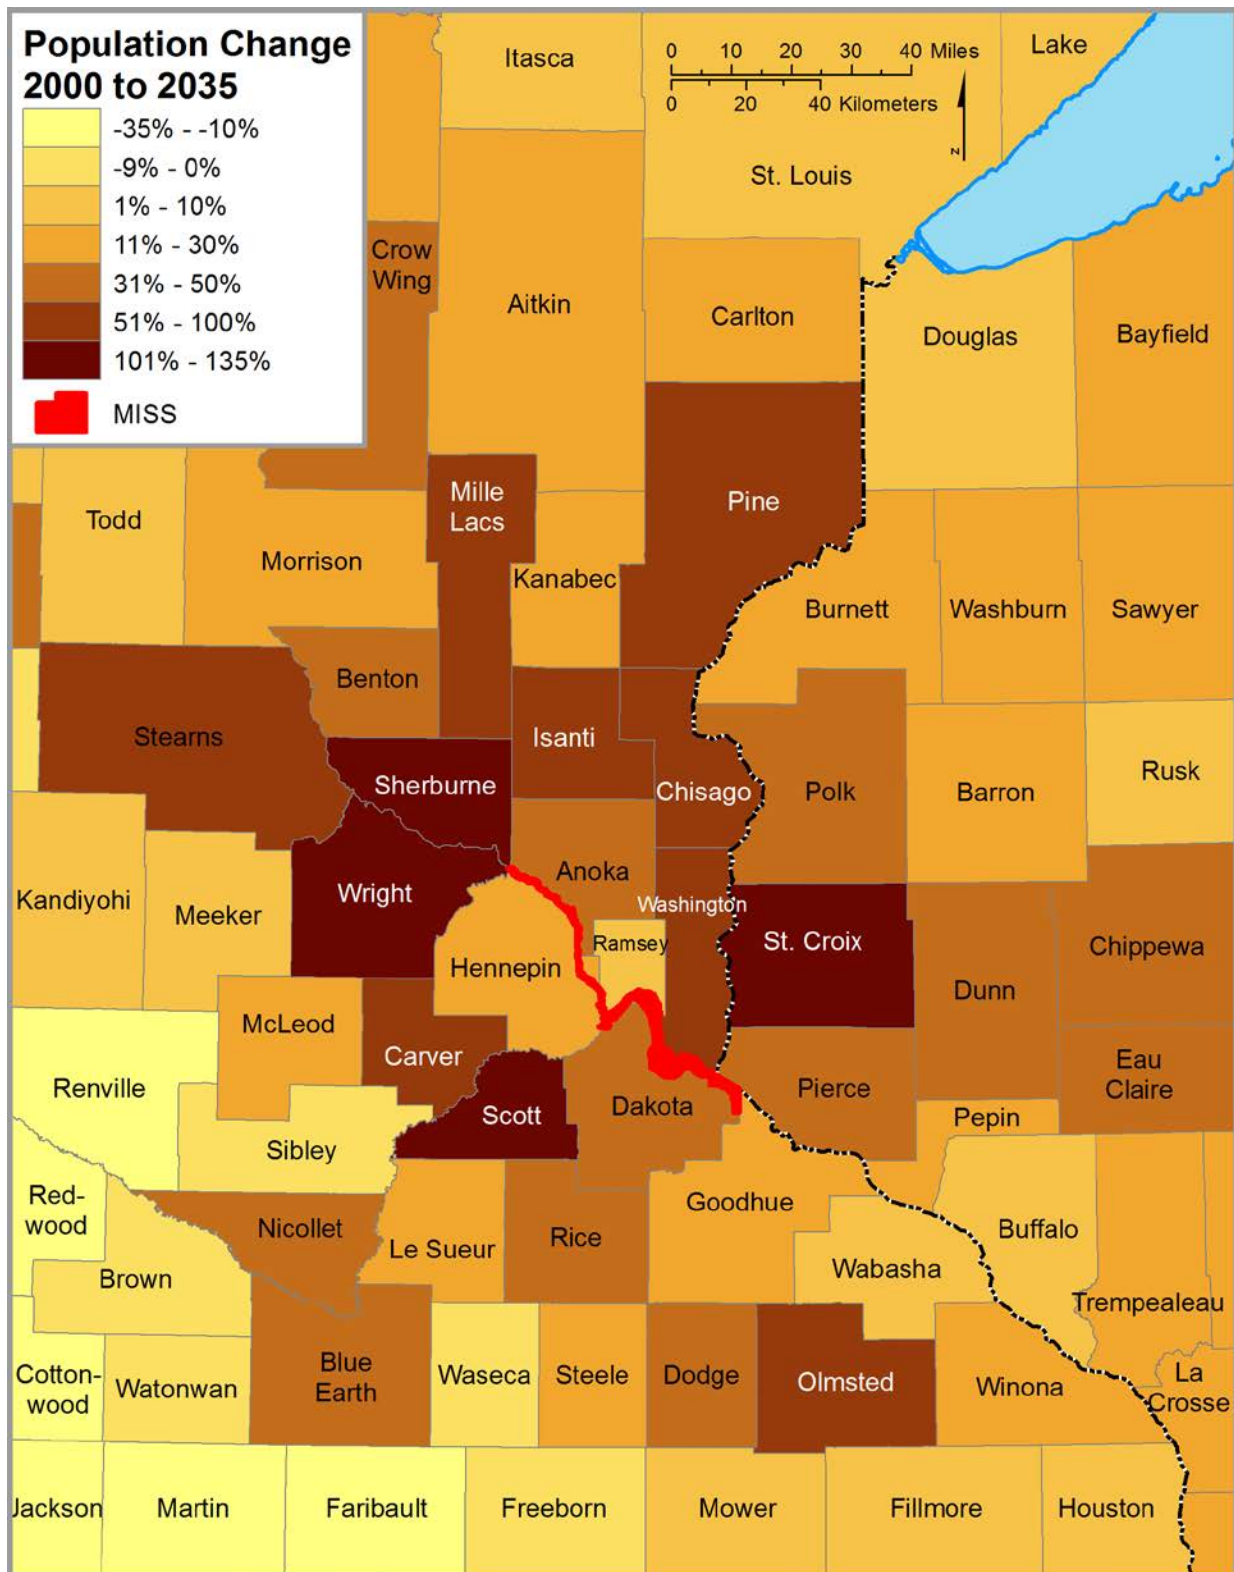 Population Change
2000 to 2035
-35% - -10%
-9% - 0%
1% - 10%
11% - 30%
31% - 50%
51% - 100%
101% - 135%
MISS
0 10 20 30 40 Miles
0 20 40 Kilometers
N
Itasca
Lake
St. Louis
Crow
Wing
Aitkin
Carlton
Douglas
Bayfield
Mille
Lacs
Pine
Todd
Morrison
Kanabec
Burnett
Washburn
Sawyer
Benton
Stearns
Isanti
Sherburne
Chisago
Polk
Barron
Rusk
Kandiyohi
Meeker
Wright
Anoka
Washington
Ramsey
St. Croix
Chippewa
Hennepin
Dunn
McLeod
Carver
Renville
Scott
Dakota
Pierce
Eau
Claire
Pepin
Sibley
Red-
wood
Nicollet
Le Sueur
Rice
Goodhue
Buffalo
Brown
Wabasha
Trempealeau
Cotton-
wood
Watonwan
Blue
Earth
Waseca
Steele
Dodge
Olmsted
Winona
La
Crosse
Jackson
Martin
Faribault
Freeborn
Mower
Fillmore
Houston